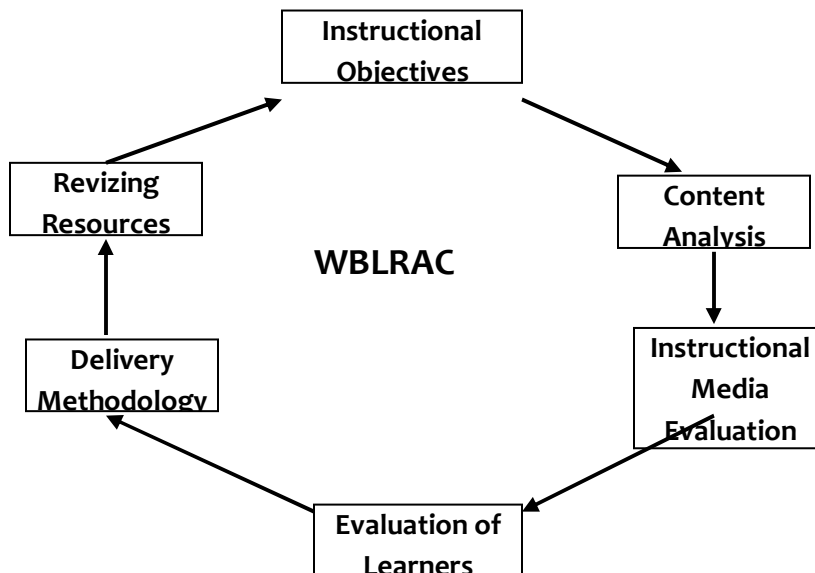 Instructional
Objectives
Revizing
Resources
Content
Analysis
WBLRAC
Delivery
Methodology
Instructional
Media
Evaluation
Evaluation of
Learners